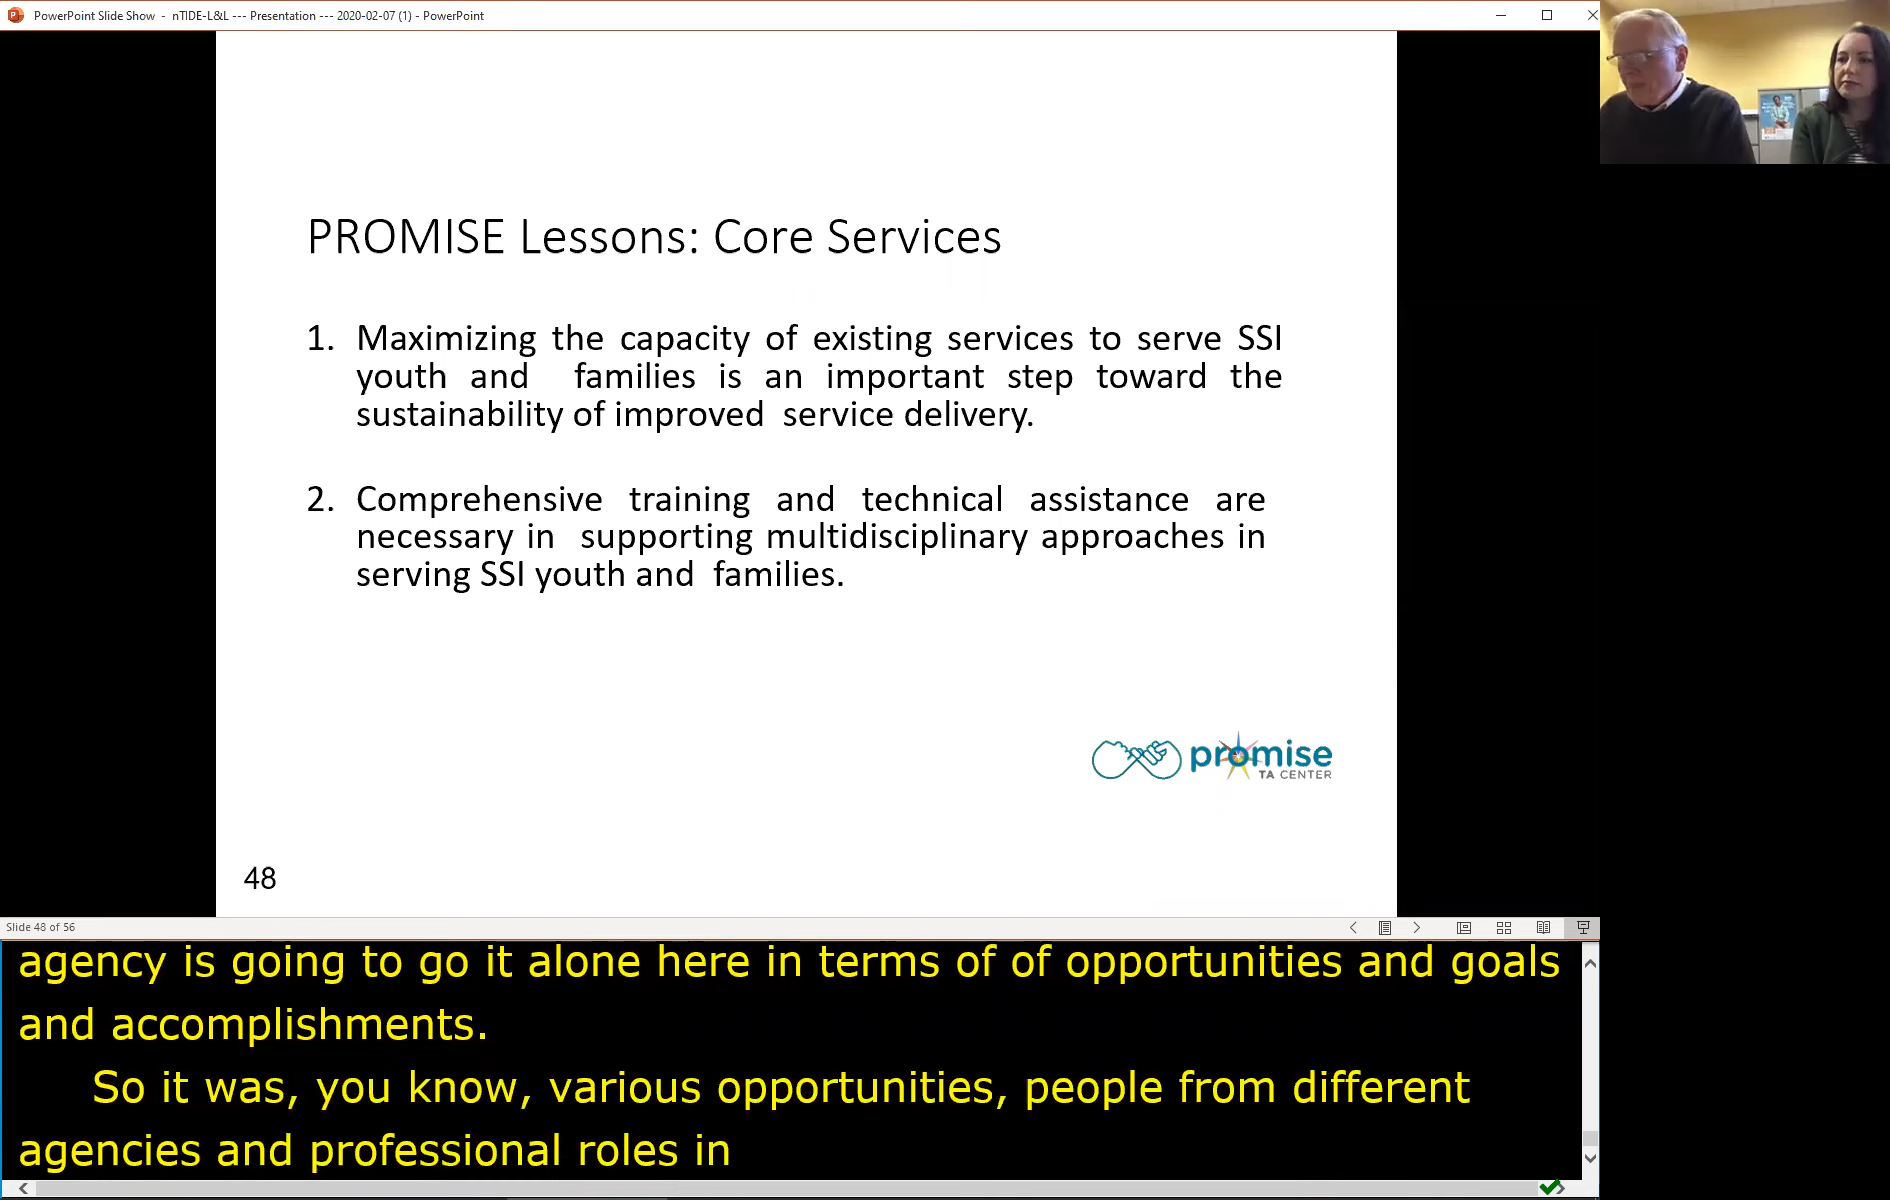 PowerPoint Slide Show - nTIDE-L&L --- Presentation --- 2020-02-07 (1) - PowerPoint
PROMISE Lessons: Core Services
1. Maximizing the capacity of existing services to serve SSI
youth and families is an important step toward the
sustainability of improved service delivery.
2. Comprehensive training and technical assistance are
necessary in supporting multidisciplinary approaches in
serving SSI youth and families.
promise
TA CENTER
48
Slide 48 of 56
agency is going to go it alone here in terms of of opportunities and goals
and accomplishments.
So it was, you know, various opportunities, people from different
agencies and professional roles in